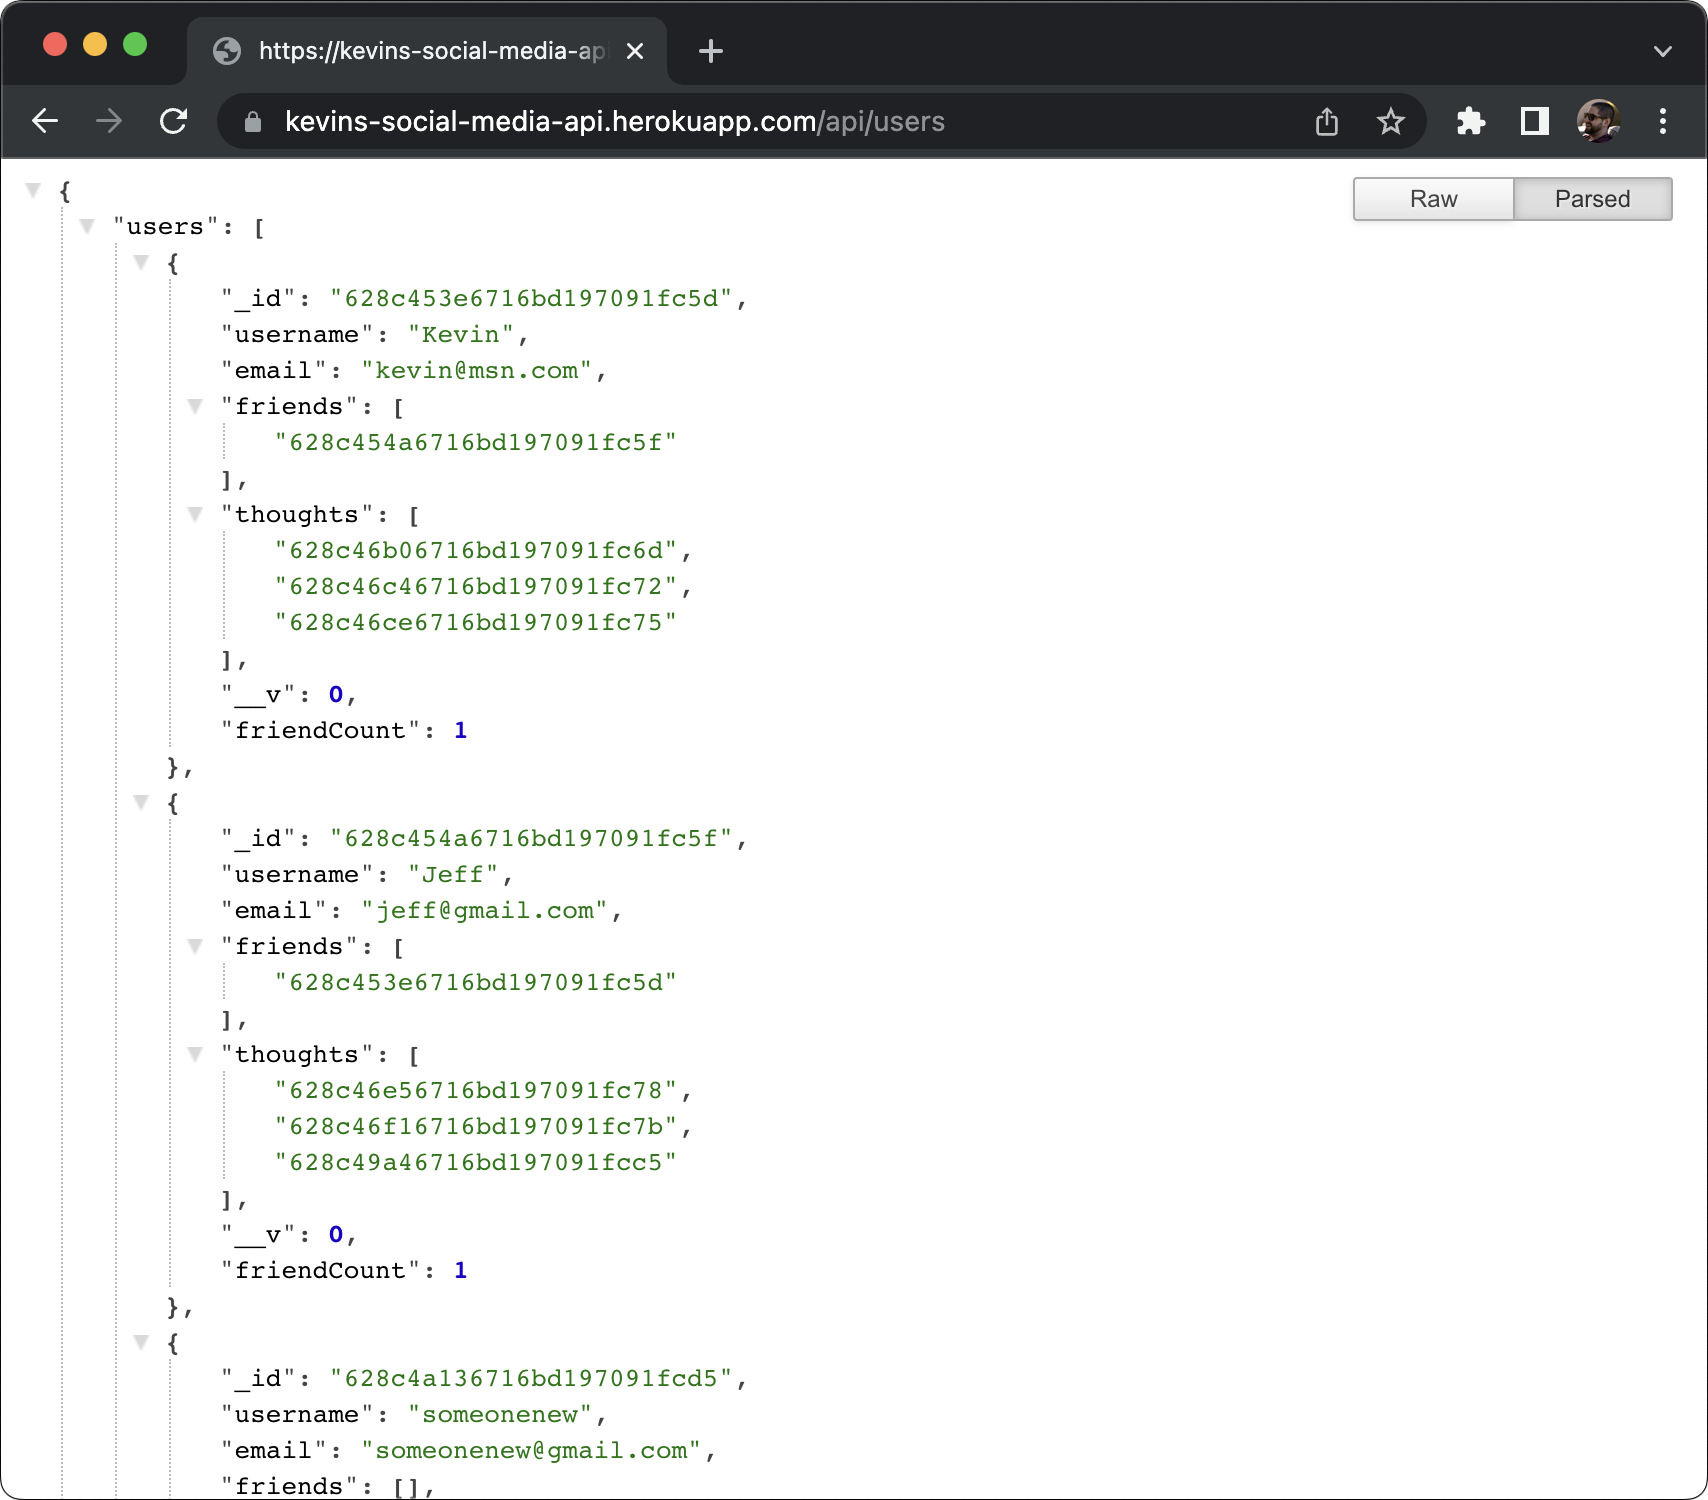 https://kevins-social-media-ap
kevins-social-media-api.herokuapp.com/api/users
Raw Parsed
{
"users": [
{
"_id": "628c453e6716bd197091fc5d",
"username": "Kevin",
"email": "kevin@msn.com",
"friends": [
"628c454a6716bd197091fc5f"
],
"thoughts": [
"628c46b06716bd197091fc6d",
"628c46c46716bd197091fc72",
"628c46ce6716bd197091fc75"
],
"__v": 0,
"friendCount": 1
},
{
"_id": "628c454a6716bd197091fc5f",
"username": "Jeff",
"email": "jeff@gmail.com",
"friends": [
"628c453e6716bd197091fc5d"
],
"thoughts": [
"628c46e56716bd197091fc78",
"628c46f16716bd197091fc7b",
"628c49a46716bd197091fcc5"
],
"__v": 0,
"friendCount": 1
},
{
"_id": "628c4a136716bd197091fcd5",
"username": "someonenew",
"email": "someonenew@gmail.com",
"friends": [],